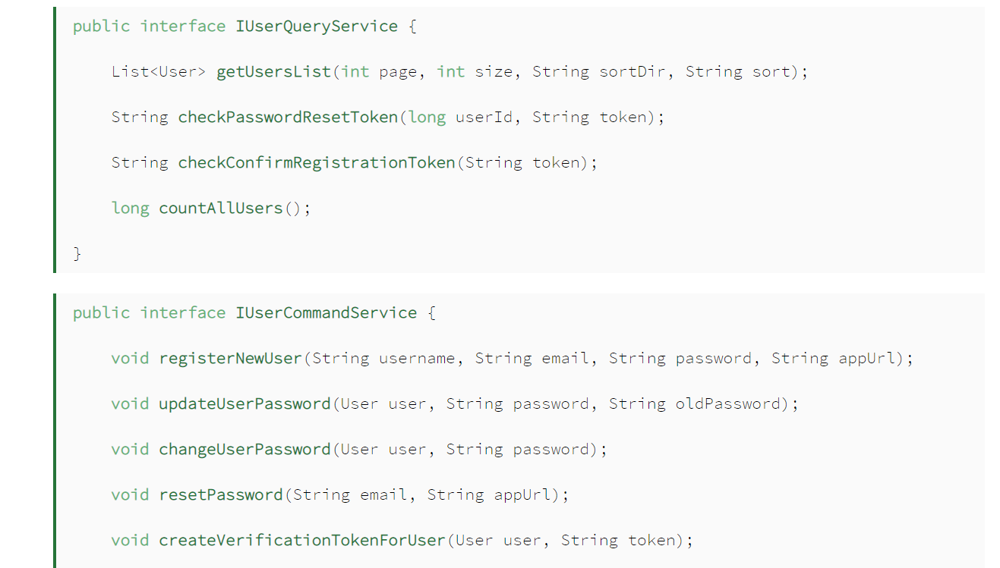 public interface IUserQueryService {
List<User> getUsersList(int page, int size, String sortDir, String sort);
String checkPasswordResetToken(long userId, String token);
String checkConfirmRegistrationToken(String token);
long countAllUsers();
}
public interface IUserCommandService {
void registerNewUser(String username, String email, String password, String appUrl);
void updateUserPassword(User user, String password, String oldPassword);
void changeUserPassword(User user, String password);
void resetPassword(String email, String appUrl);
void createVerificationTokenForUser(User user, String token);